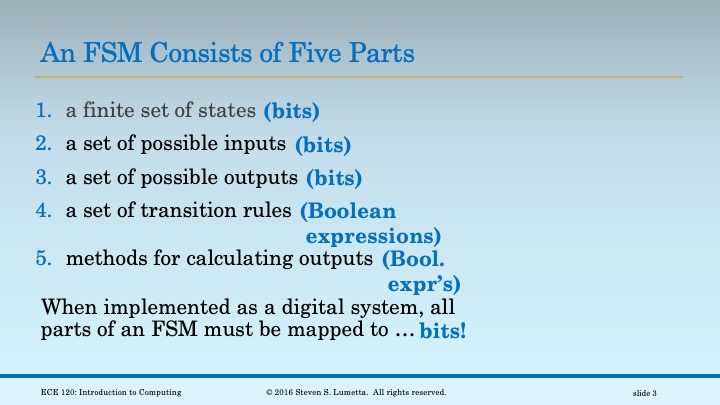 An FSM Consists of Five Parts
1. a finite set of states (bits)
2. a set of possible inputs (bits)
3. a set of possible outputs (bits)
4. a set of transition rules (Boolean
expressions)
5. methods for calculating outputs (Bool.
expr’s)
When implemented as a digital system, all
parts of an FSM must be mapped to … bits!
ECE 120: Introduction to Computing © 2016 Steven S. Lumetta. All rights reserved. slide 3